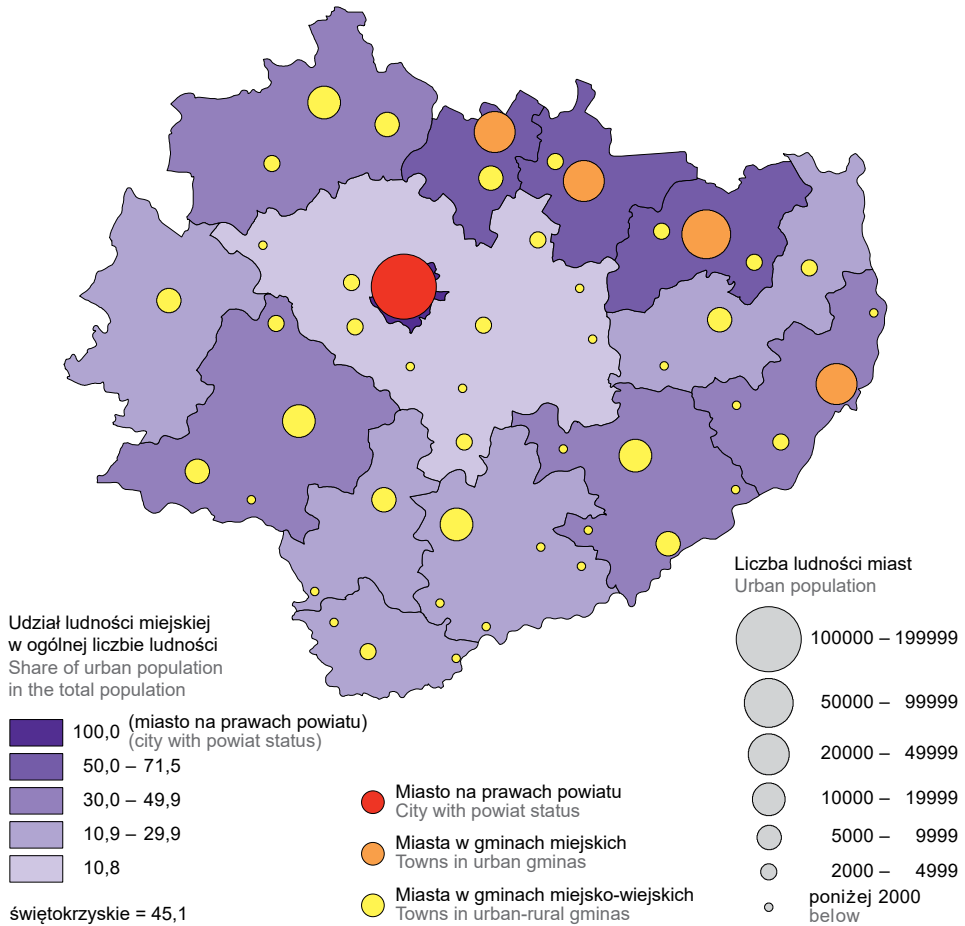 Udział ludności miejskiej
w ogólnej liczbie ludności
Share of urban population
in the total population
100,0 (miasto na prawach powiatu)
(city with powiat status)
50,0 – 71,5
30,0 – 49,9
10,9 – 29,9
10,8
świętokrzyskie = 45,1
Miasto na prawach powiatu
City with powiat status
Miasta w gminach miejskich
Towns in urban gminas
Miasta w gminach miejsko-wiejskich
Towns in urban-rural gminas
Liczba ludności miast
Urban population
100000 – 199999
50000 – 99999
20000 – 49999
10000 – 19999
5000 – 9999
2000 – 4999
poniżej 2000
below